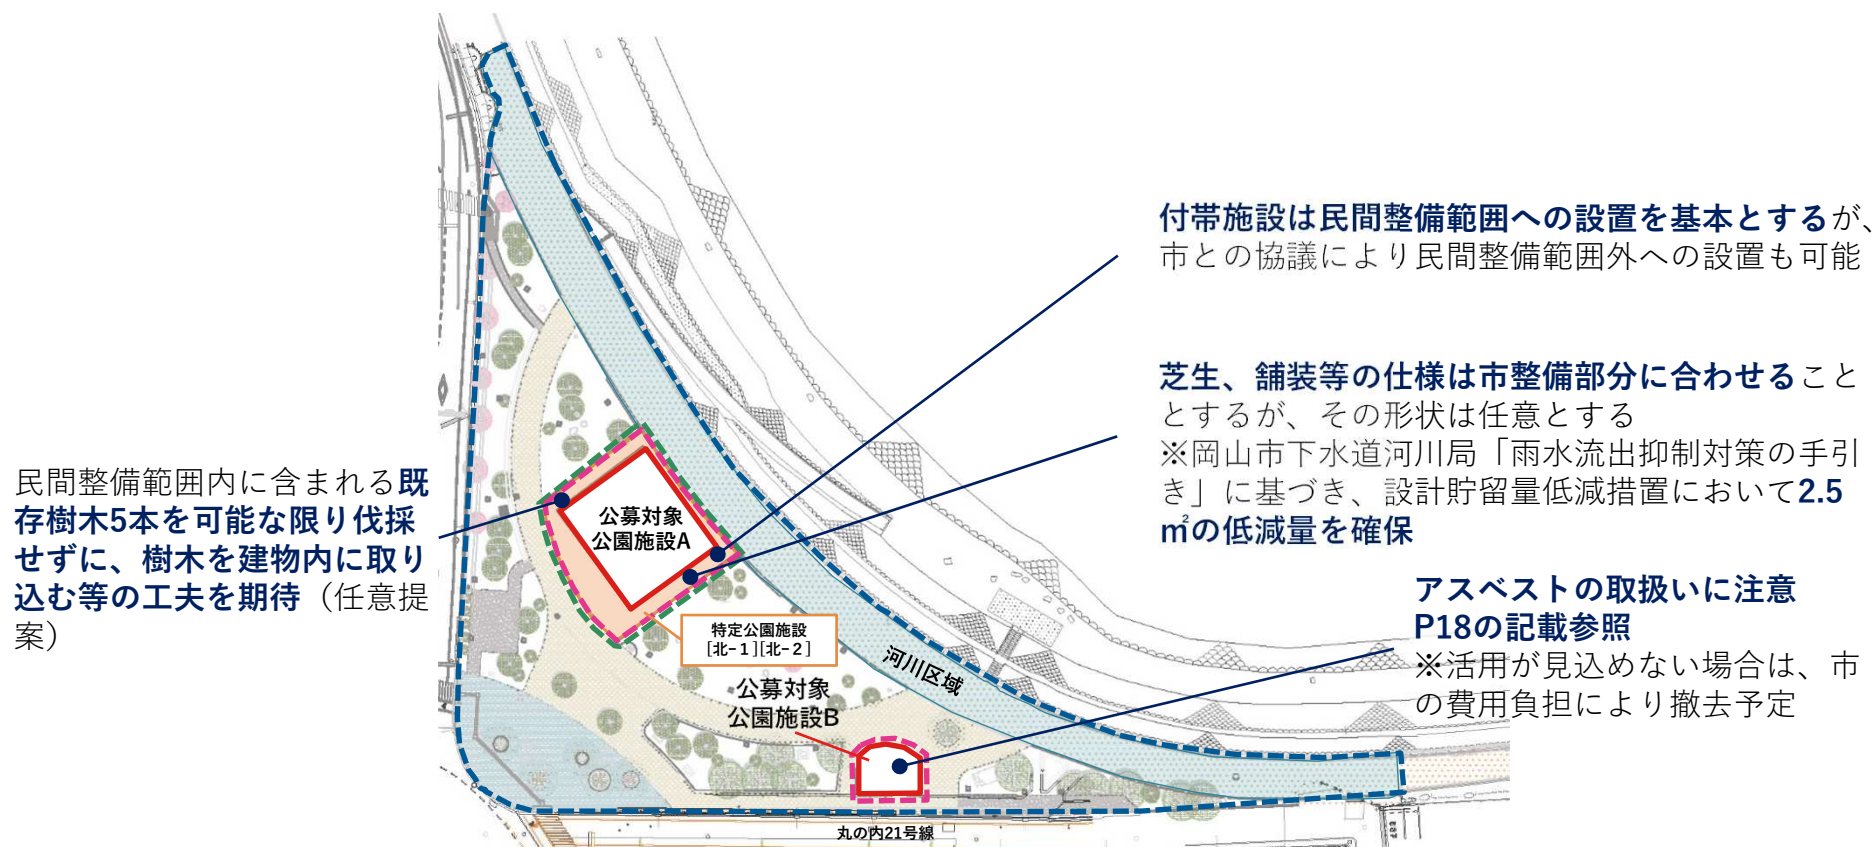 付帯施設は民間整備範囲への設置を基本とするが、
市との協議により民間整備範囲外への設置も可能
芝生、舗装等の仕様は市整備部分に合わせること
とするが、その形状は任意とする
※岡山市下水道河川局「雨水流出抑制対策の手引
き」に基づき、設計貯留量低減措置において2.5
㎥の低減量を確保
民間整備範囲内に含まれる既
存樹木5本を可能な限り伐採
せずに、樹木を建物内に取り
込む等の工夫を期待（任意提
案）
公募対象
公園施設A
特定公園施設
[北-1][北-2]
公募対象
公園施設B
河川区域
アスベストの取扱いに注意
P18の記載参照
※活用が見込めない場合は、市
の費用負担により撤去予定
丸の内21号線